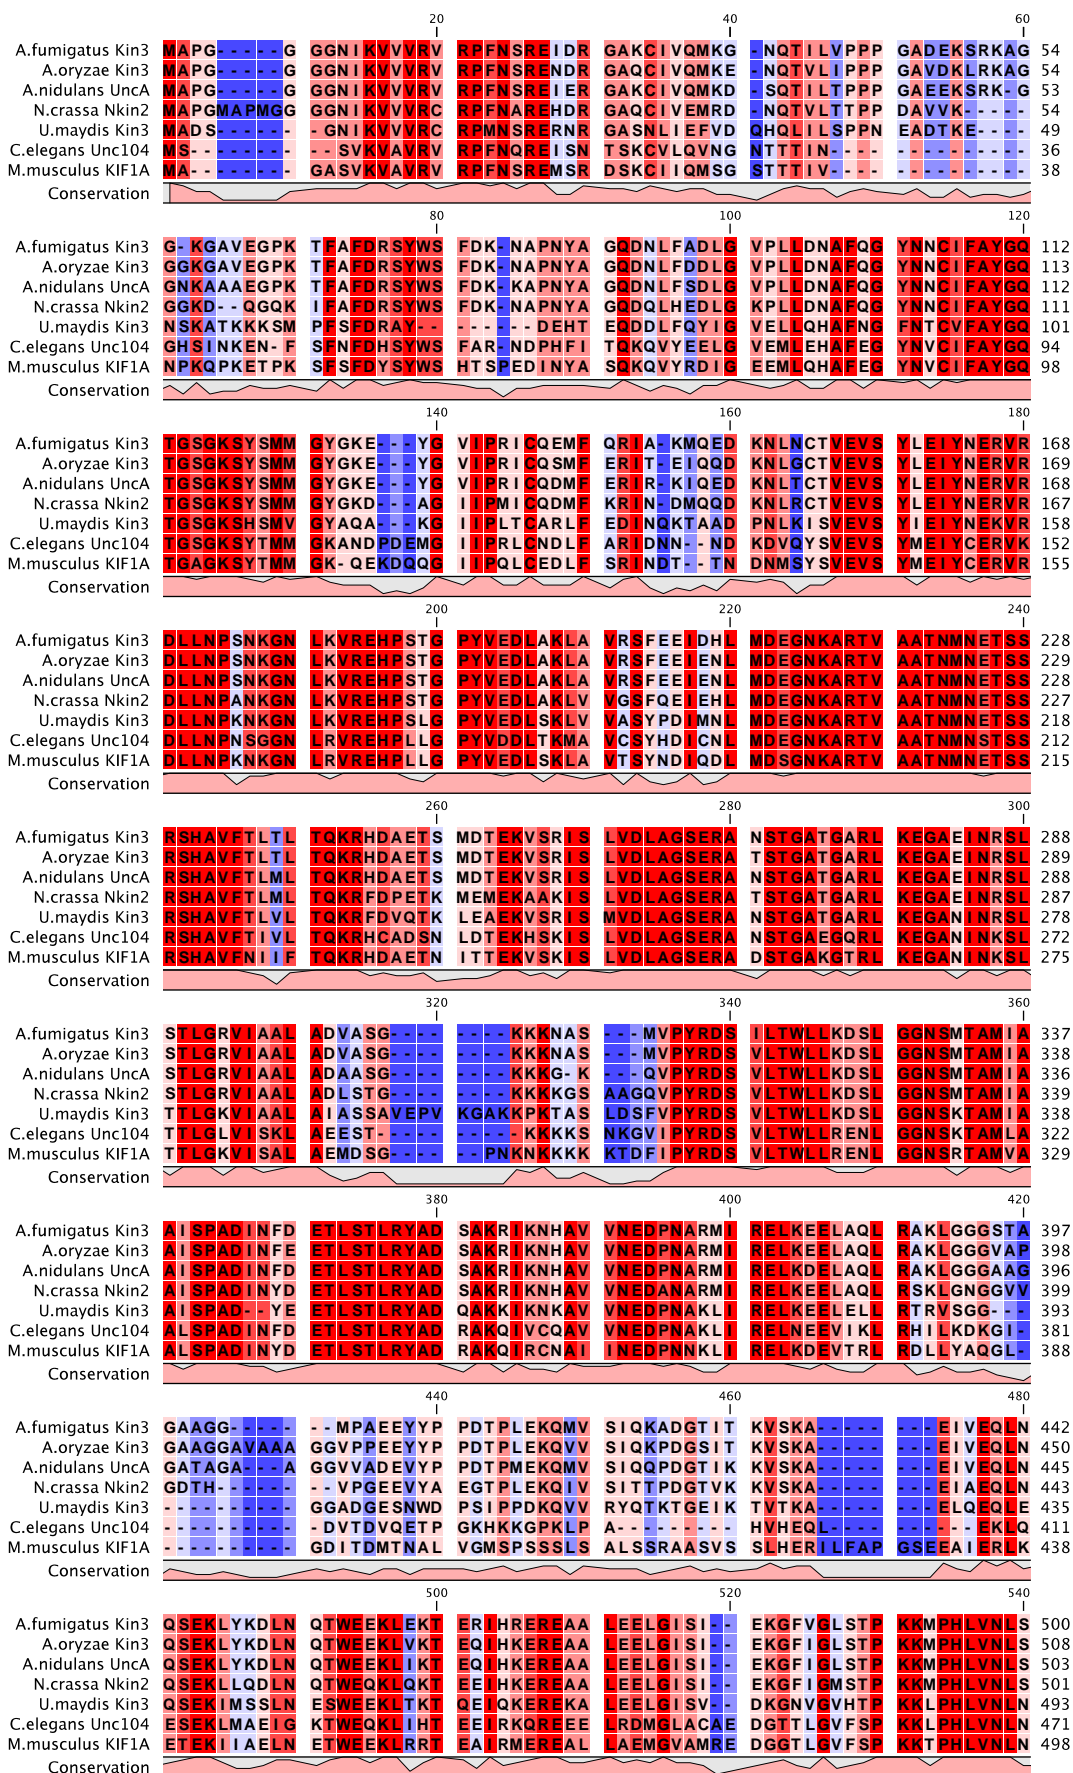 20 40 60
A.fumigatus Kin3 MAPG-----G GGNIKVVVRV RPFNSREIDR GAKCIVQMKG -NQTILVPPP GADEKSRKAG 54
A.oryzae Kin3 MAPG-----G GGNIKVVVRV RPFNSRENDR GAQCIVQMKE -NQTVLIPPP GAVDKLRKAG 54
A.nidulans UncA MAPG-----G GGNIKVVVRV RPFNSREIER GAKCIVQMKD -SQTILTPPP GAEEKSRK-G 53
N.crassa Nkin2 MAPGMAPMGG GGNIKVVVRC RPFNAREHDR GAQCIVEMRD -NQTVLTTPP DAVVK----- 54
U.maydis Kin3 MADS------ -GNIKVVVRC RPMNSRERNR GASNLIEFVD QHQLILSPPN EADTKE---- 49
C.elegans Unc104 MS-------- --SVKVAVRV RPFNQREISN TSKCVLQVNG NTTTIN---- ---------- 36
M.musculus KIF1A MA-------- GASVKVAVRV RPFNSREMSR DSKCIIQMSG STTTIV---- ---------- 38
Conservation
80 100 120
A.fumigatus Kin3 G-KGAVEGPK TFAFDRSYWS FDK-NAPNYA GQDNLFADLG VPLLDNAFQG YNNCIFAYGQ 112
A.oryzae Kin3 GGKGAVEGPK TFAFDRSYWS FDK-NAPNYA GQDNLFDDLG VPLLDNAFQG YNNCIFAYGQ 113
A.nidulans UncA GNKAAAEGPK TFAFDRSYWS FDK-KAPNYA GQDNLFSDLG VPLLDNAFQG YNNCIFAYGQ 112
N.crassa Nkin2 GGKD--QGQK IFAFDRSYWS FDK-NAPNYA GQDQLHEDLG KPLLDNAFQG YNNCIFAYGQ 111
U.maydis Kin3 NSKATKKKSM PFSFDRAY-- ------DEHT EQDDLFQYIG VELLQHAFNG FNTCVFAYGQ 101
C.elegans Unc104 GHSINKEN-F SFNFDHSYWS FAR-NDPHFI TQKQVYEELG VEMLEHAFEG YNVCIFAYGQ 94
M.musculus KIF1A NPKQPKETPK SFSFDYSYWS HTSPEDINYA SQKQVYRDIG EEMLQHAFEG YNVCIFAYGQ 98
Conservation
140 160 180
A.fumigatus Kin3 TGSGKSYSMM GYGKE---YG VIPRICQEMF QRIA-KMQED KNLNCTVEVS YLEIYNERVR 168
A.oryzae Kin3 TGSGKSYSMM GYGKE---YG VIPRICQSMF ERIT-EIQQD KNLGCTVEVS YLEIYNERVR 169
A.nidulans UncA TGSGKSYSMM GYGKE---YG VIPRICQDMF ERIR-KIQED KNLTCTVEVS YLEIYNERVR 168
N.crassa Nkin2 TGSGKSYSMM GYGKD---AG IIPMICQDMF KRIN-DMQQD KNLRCTVEVS YLEIYNERVR 167
U.maydis Kin3 TGSGKSHSMV GYAQA---KG IIPLTCARLF EDINQKTAAD PNLKISVEVS YIEIYNEKVR 158
C.elegans Unc104 TGSGKSYTMM GKANDPDEMG IIPRLCNDLF ARIDNN--ND KDVQYSVEVS YMEIYCERVK 152
M.musculus KIF1A TGAGKSYTMM GK-QEKDQQG IIPQLCEDLF SRINDT--TN DNMSYSVEVS YMEIYCERVR 155
Conservation
200 220 240
A.fumigatus Kin3 DLLNPSNKGN LKVREHPSTG PYVEDLAKLA VRSFEEIDHL MDEGNKARTV AATNMNETSS 228
A.oryzae Kin3 DLLNPSNKGN LKVREHPSTG PYVEDLAKLA VRSFEEIENL MDEGNKARTV AATNMNETSS 229
A.nidulans UncA DLLNPSNKGN LKVREHPSTG PYVEDLAKLA VRSFEEIENL MDEGNKARTV AATNMNETSS 228
N.crassa Nkin2 DLLNPANKGN LKVREHPSTG PYVEDLAKLV VGSFQEIEHL MDEGNKARTV AATNMNETSS 227
U.maydis Kin3 DLLNPKNKGN LKVREHPSLG PYVEDLSKLV VASYPDIMNL MDEGNKARTV AATNMNETSS 218
C.elegans Unc104 DLLNPNSGGN LRVREHPLLG PYVDDLTKMA VCSYHDICNL MDEGNKARTV AATNMNSTSS 212
M.musculus KIF1A DLLNPKNKGN LRVREHPLLG PYVEDLSKLA VTSYNDIQDL MDSGNKARTV AATNMNETSS 215
Conservation
260 280 300
A.fumigatus Kin3 RSHAVFTLTL TQKRHDAETS MDTEKVSRIS LVDLAGSERA NSTGATGARL KEGAEINRSL 288
A.oryzae Kin3 RSHAVFTLTL TQKRHDAETS MDTEKVSRIS LVDLAGSERA TSTGATGARL KEGAEINRSL 289
A.nidulans UncA RSHAVFTLML TQKRHDAETS MDTEKVSRIS LVDLAGSERA NSTGATGARL KEGAEINRSL 288
N.crassa Nkin2 RSHAVFTLML TQKRFDPETK MEMEKAAKIS LVDLAGSERA TSTGATGARL KEGAEINRSL 287
U.maydis Kin3 RSHAVFTLVL TQKRFDVQTK LEAEKVSRIS MVDLAGSERA NSTGATGARL KEGANINRSL 278
C.elegans Unc104 RSHAVFTIVL TQKRHCADSN LDTEKHSKIS LVDLAGSERA NSTGAEGQRL KEGANINKSL 272
M.musculus KIF1A RSHAVFNIIF TQKRHDAETN ITTEKVSKIS LVDLAGSERA DSTGAKGTRL KEGANINKSL 275
Conservation
320 340 360
A.fumigatus Kin3 STLGRVIAAL ADVASG---- ----KKKNAS ---MVPYRDS ILTWLLKDSL GGNSMTAMIA 337
A.oryzae Kin3 STLGRVIAAL ADVASG---- ----KKKNAS ---MVPYRDS VLTWLLKDSL GGNSMTAMIA 338
A.nidulans UncA STLGRVIAAL ADAASG---- ----KKKG-K ---QVPYRDS VLTWLLKDSL GGNSMTAMIA 336
N.crassa Nkin2 STLGRVIAAL ADLSTG---- ----KKKKGS AAGQVPYRDS VLTWLLKDSL GGNSMTAMIA 339
U.maydis Kin3 TTLGKVIAAL AIASSAVEPV KGAKKKPKTAS LDSFVPYRDS VLTWLLKDSL GGNSKTAMIA 338
C.elegans Unc104 TTLGLVISKL AEEST----- -----KKKKS NKGVIPYRDS VLTWLLRENL GGNSKTAMLA 322
M.musculus KIF1A TTLGKVISAL AEMDSG---- --PNKNKKKK KTDFIPYRDS VLTWLLRENL GGNSRTAMVA 329
Conservation
380 400 420
A.fumigatus Kin3 AISPADINFD ETLSTLRYAD SAKRIKNHAV VNEDPNARMI RELKEELAQL RAKLGGGSTA 397
A.oryzae Kin3 AISPADINFE ETLSTLRYAD SAKRIKNHAV VNEDPNARMI RELKEELAQL RAKLGGGVAP 398
A.nidulans UncA AISPADINFD ETLSTLRYAD SAKRIKNHAV VNEDPNARMI RELKDELAQL RAKLGGGAAG 396
N.crassa Nkin2 AISPADINYD ETLSTLRYAD SAKRIKNHAV VNEDANARMI RELKEELAQL RSKLGNGGVV 399
U.maydis Kin3 AISPAD--YE ETLSTLRYAD QAKKIKNKAV VNEDPNAKLI RELKEELELL RTRVSGG--- 393
C.elegans Unc104 ALSPADINFD ETLSTLRYAD RAKQIVCQAV VNEDPNAKLI RELNEEVIKL RHILKDKGI- 381
M.musculus KIF1A ALSPADINYD ETLSTLRYAD RAKQIRCNAI INEDPNNKLI RELKDEVTRL RDLLYAQGL- 388
Conservation
440 460 480
A.fumigatus Kin3 GAAGG----- --MPAEEYYP PDTPLEKQMV SIQKADGTIT KVSKA----- ----EIVEQLN 442
A.oryzae Kin3 GAAGGAVAAA GGVPPEEYYP PDTPLEKQMV SIQKPDGSIT KVSKA----- ----EIVEQLN 450
A.nidulans UncA GATAGA---A GGVVADEVYP PDTPMEKQMV SIQQPDGTIK KVSKA----- ----EIVEQLN 445
N.crassa Nkin2 GDTH------ --VPGEEVYA EGTPLEKQIV SITTPDGTVK KVSKA----- ----EIAEQLN 443
U.maydis Kin3 ---------- GGADGESNWD PSIPPDKQVV RYQTKTGEIK TVTKA----- ----ELQEQLE 435
C.elegans Unc104 ---------- -DVTDVQETP GKHKKGPKLP A--------- HVHEQL---- ------EKLQ 411
M.musculus KIF1A ---------- GDITDMTNAL VGMSPSSSLS ALSSRAASVS SLHERILFAP GSEEAIERLK 438
Conservation
500 520 540
A.fumigatus Kin3 QSEKLYKDLN QTWEEKLEKT ERIHREREAA LEELGISI-- EKGFVGLSTP KKMPHLVNLS 500
A.oryzae Kin3 QSEKLYKDLN QTWEEKLVKT EQIHKEREAA LEELGISI-- EKGFIGLSTP KKMPHLVNLS 508
A.nidulans UncA QSEKLYKDLN QTWEEKLIKT EQIHKEREAA LEELGISI-- EKGFIGLSTP KKMPHLVNLS 503
N.crassa Nkin2 QSEKLLQDLN QTWEQKLQKT EEIHKEREAA LEELGISI-- EKGFIGMSTP KKMPHLVNLS 501
U.maydis Kin3 QSEKIMSSLN ESWEEKLTKT QEIQKEREKA LEELGISV-- DKGNVGVHTP KKLPHLVNLN 493
C.elegans Unc104 ESEKLMAEIG KTWEQKLIHT EEIRKQREEE LRDMGLACAE DGTTLGVFSP KKLPHLVNLN 471
M.musculus KIF1A ETEKIIAELN ETWEEKLRRT EAIRMEREAL LAEMGVAMRE DGGTLGVFSP KKTPHLVNLN 498
Conservation